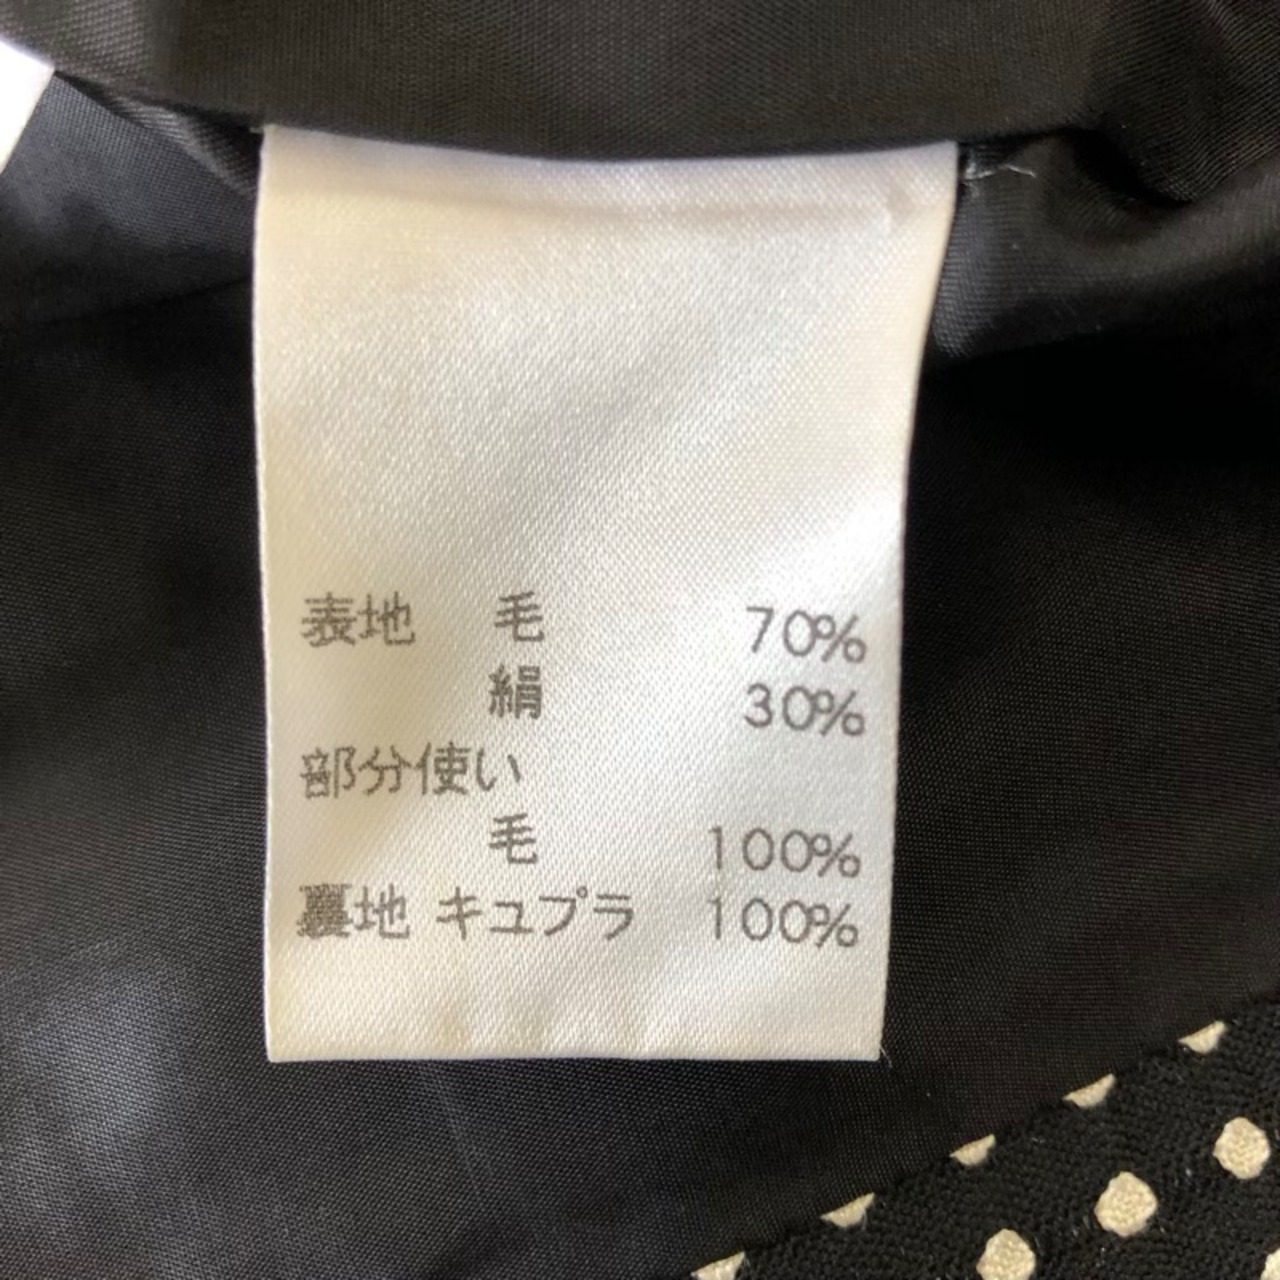 表地 毛 70%
絹 30%
部分使い
毛 100%
裏地 キュプラ 100%